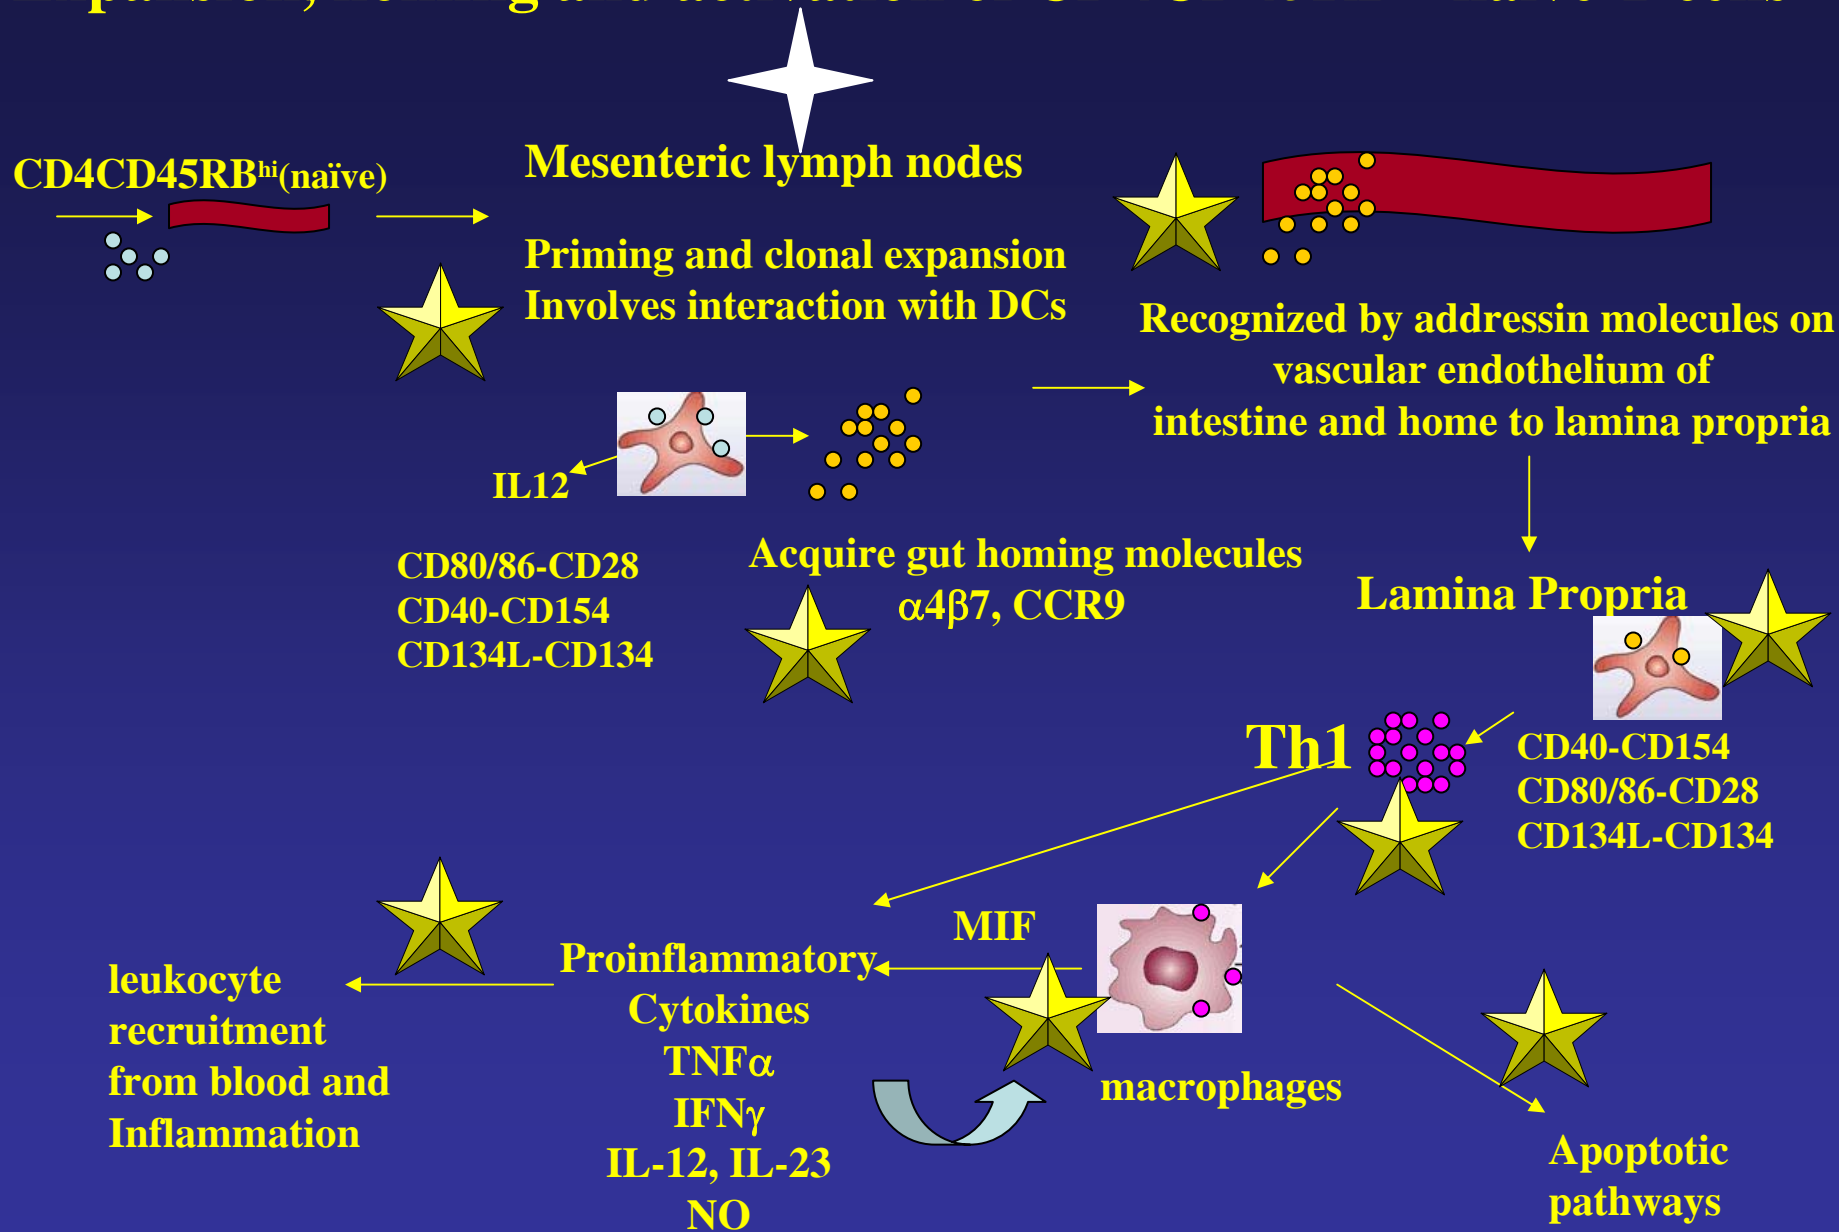 CD4CD45RBhi(naïve)
Mesenteric lymph nodes
Priming and clonal expansion
Involves interaction with DCs
Recognized by addressin molecules on
vascular endothelium of
intestine and home to lamina propria
IL12
CD80/86-CD28
CD40-CD154
CD134L-CD134
Acquire gut homing molecules
α4β7, CCR9
Lamina Propria
Th1
CD40-CD154
CD80/86-CD28
CD134L-CD134
MIF
Proinflammatory
Cytokines
TNFα
IFNγ
IL-12, IL-23
NO
macrophages
leukocyte
recruitment
from blood and
Inflammation
Apoptotic
pathways